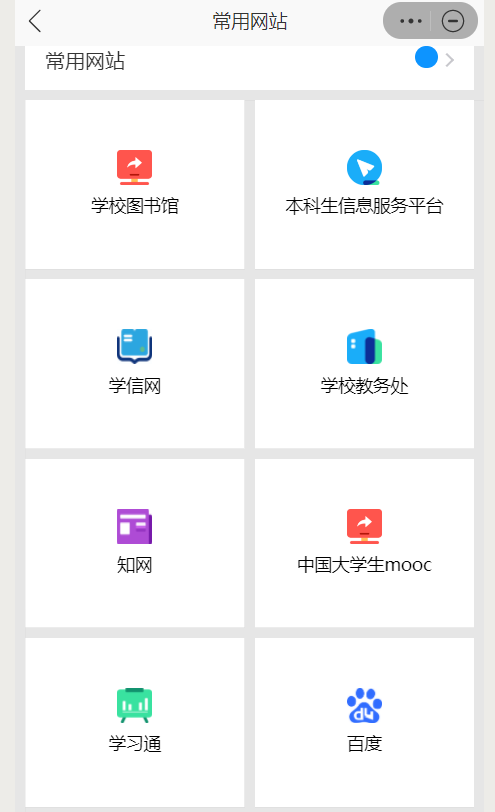 常用网站
常用网站
学校图书馆
本科生信息服务平台
学信网
学校教务处
知网
中国大学生mooc
学习通
du
百度